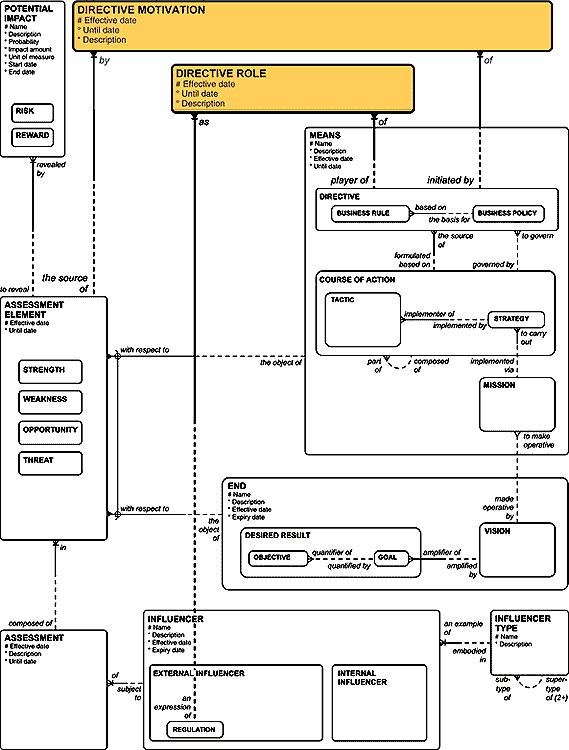 POTENTIAL
IMPACT
# Name
* Description
* Probability
* Impact amount
* Unit of measure
* Start date
* End date
RISK
REWARD
DIRECTIVE MOTIVATION
# Effective date
* Until date
* Description
by
of
DIRECTIVE ROLE
# Effective date
* Until date
* Description
as
of
revealed
by
to reveal
the source
of
MEANS
# Name
* Description
* Effective date
* Until date
player of
initiated by
DIRECTIVE
BUSINESS RULE
based on
the basis for
BUSINESS POLICY
the source
of
to govern
formulated
based on
governed by
COURSE OF ACTION
TACTIC
implementer of
implemented by
STRATEGY
to carry
out
part
of
composed
of
implemented
via
MISSION
to make
operative
ASSESSMENT
ELEMENT
# Effective date
* Until date
STRENGTH
WEAKNESS
OPPORTUNITY
THREAT
with respect to
the object of
with respect to
the
object
of
in
END
# Name
* Description
* Effective date
* Expiry date
made
operative
by
DESIRED RESULT
OBJECTIVE
quantifier of
quantified by
GOAL
amplifier of
amplified by
VISION
composed of
ASSESSMENT
# Effective date
* Description
* Until date
of
subject
to
INFLUENCER
# Name
* Description
* Effective date
* Expiry date
EXTERNAL INFLUENCER
an
expression
of
REGULATION
INTERNAL
INFLUENCER
an example
of
embodied
in
INFLUENCER
TYPE
# Name
* Description
sub-
type
of
super-
type
of (2+)